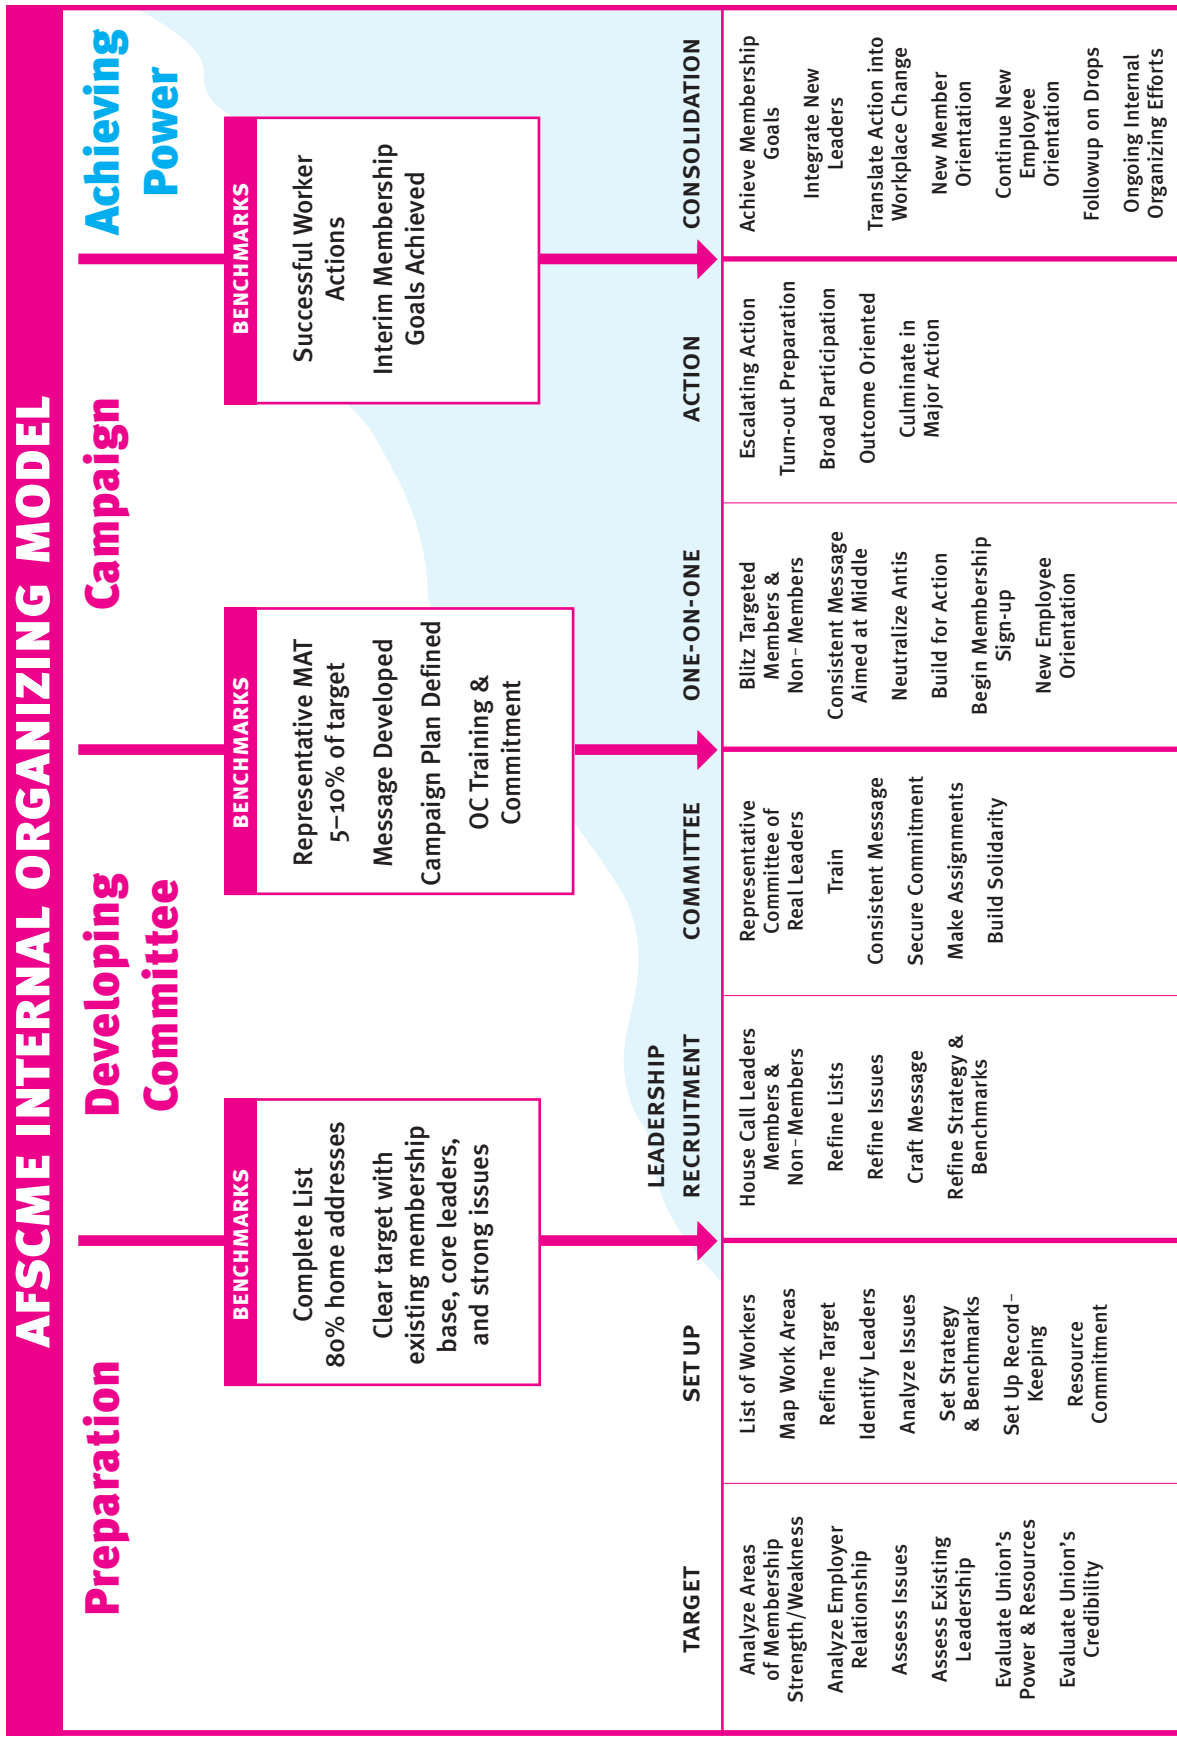 AFSCME INTERNAL ORGANIZING MODEL
Preparation
Developing
Committee
Campaign
Achieving
Power
BENCHMARKS
Complete List
80% home addresses
Clear target with
existing membership
base, core leaders,
and strong issues
BENCHMARKS
Representative MAT
5–10% of target
Message Developed
Campaign Plan Defined
OC Training &
Commitment
BENCHMARKS
Successful Worker
Actions
Interim Membership
Goals Achieved
TARGET
Analyze Areas
of Membership
Strength/Weakness
Analyze Employer
Relationship
Assess Issues
Assess Existing
Leadership
Evaluate Union's
Power & Resources
Evaluate Union's
Credibility
SET UP
List of Workers
Map Work Areas
Refine Target
Identify Leaders
Analyze Issues
Set Strategy
& Benchmarks
Set Up Record-
Keeping
Resource
Commitment
LEADERSHIP
RECRUITMENT
House Call Leaders
Members &
Non-Members
Refine Lists
Refine Issues
Craft Message
Refine Strategy &
Benchmarks
COMMITTEE
Representative
Committee of
Real Leaders
Train
Consistent Message
Secure Commitment
Make Assignments
Build Solidarity
ONE-ON-ONE
Blitz Targeted
Members &
Non-Members
Consistent Message
Aimed at Middle
Neutralize Antis
Build for Action
Begin Membership
Sign-up
New Employee
Orientation
ACTION
Escalating Action
Turn-out Preparation
Broad Participation
Outcome Oriented
Culminate in
Major Action
CONSOLIDATION
Achieve Membership
Goals
Integrate New
Leaders
Translate Action into
Workplace Change
New Member
Orientation
Continue New
Employee
Orientation
Followup on Drops
Ongoing Internal
Organizing Efforts